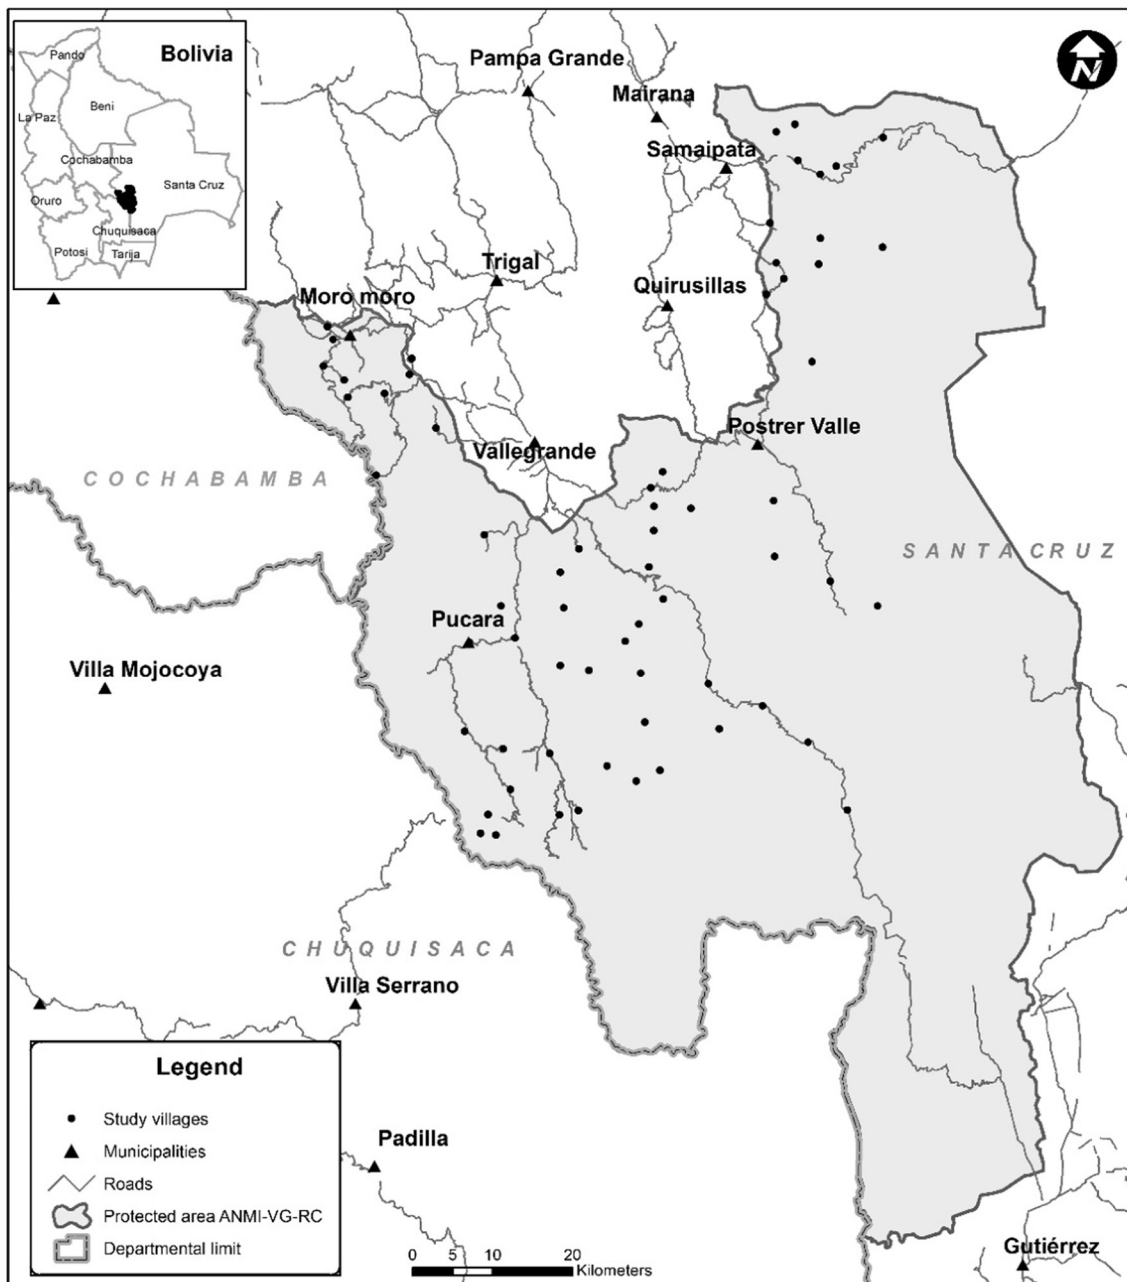 Bolivia
Pando
Beni
La Paz
Cochabamba
Santa Cruz
Oruro
Chuquisaca
Potosi
Tarija
N
Pampa Grande
Mairana
Samaipata
Trigal
Quirusillas
Moro moro
Postrer Valle
Vallegrande
COCHABAMBA
SANTA CRUZ
Pucara
Villa Mojocoya
CHUQUISACA
Villa Serrano
Padilla
Gutiérrez
Legend
Study villages
Municipalities
Roads
Protected area ANMI-VG-RC
Departmental limit
0 5 10 20
Kilometers